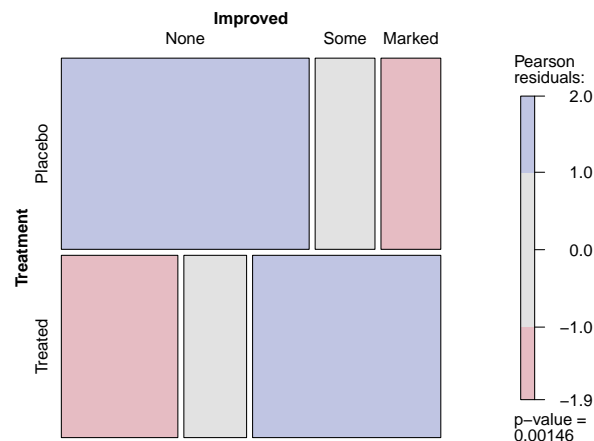 Improved
None Some Marked
Pearson
residuals:
2.0
1.0
0.0
−1.0
−1.9
p−value =
0.00146
Treatment
Placebo
Treated